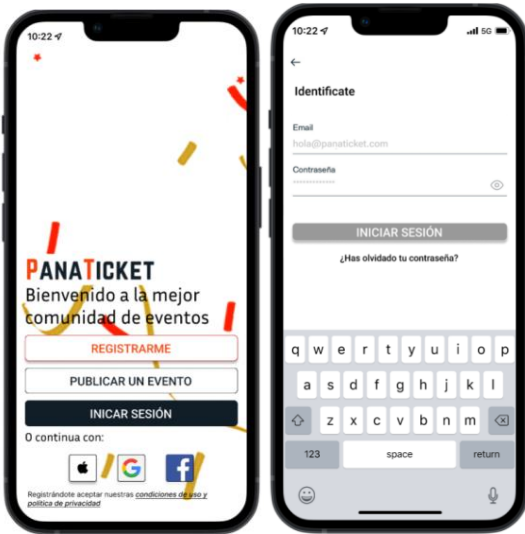 10:22
PANATICKET
Bienvenido a la mejor
comunidad de eventos
REGISTRARME
PUBLICAR UN EVENTO
INICAR SESIÓN
O continua con:
Registrándote aceptar nuestras condiciones de uso y
política de privacidad
10:22
5G
Identificate
Email
hola@panaticket.com
Contraseña
INICIAR SESIÓN
¿Has olvidado tu contraseña?
q w e r t y u i o p
a s d f g h j k l
z x c v b n m
123 space return